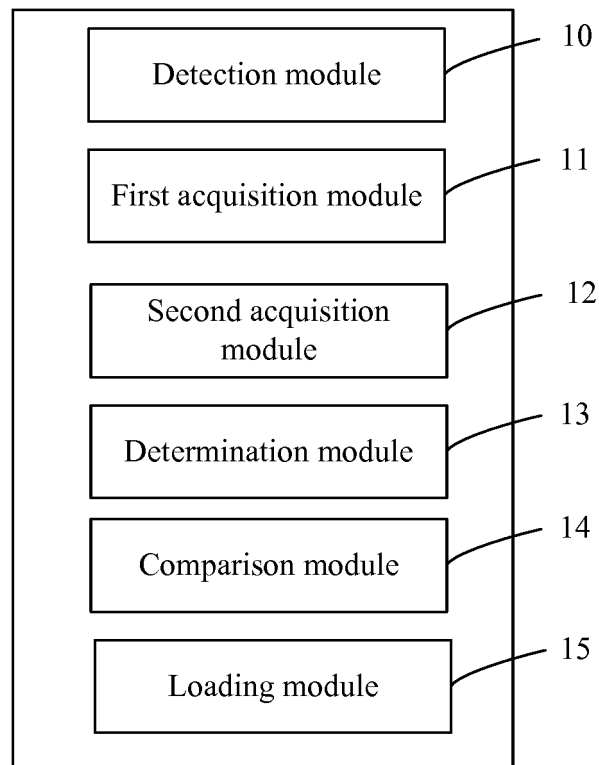 Detection module
10
First acquisition module
11
Second acquisition
module
12
Determination module
13
Comparison module
14
Loading module
15